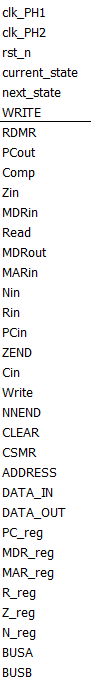 clk_PH1
clk_PH2
rst_n
current_state
next_state
WRITE
RDMR
PCout
Comp
Zin
MDRin
Read
MDRout
MARin
Nin
Rin
PCin
ZEND
Cin
Write
NNEND
CLEAR
CSMR
ADDRESS
DATA_IN
DATA_OUT
PC_reg
MDR_reg
MAR_reg
R_reg
Z_reg
N_reg
BUSA
BUSB